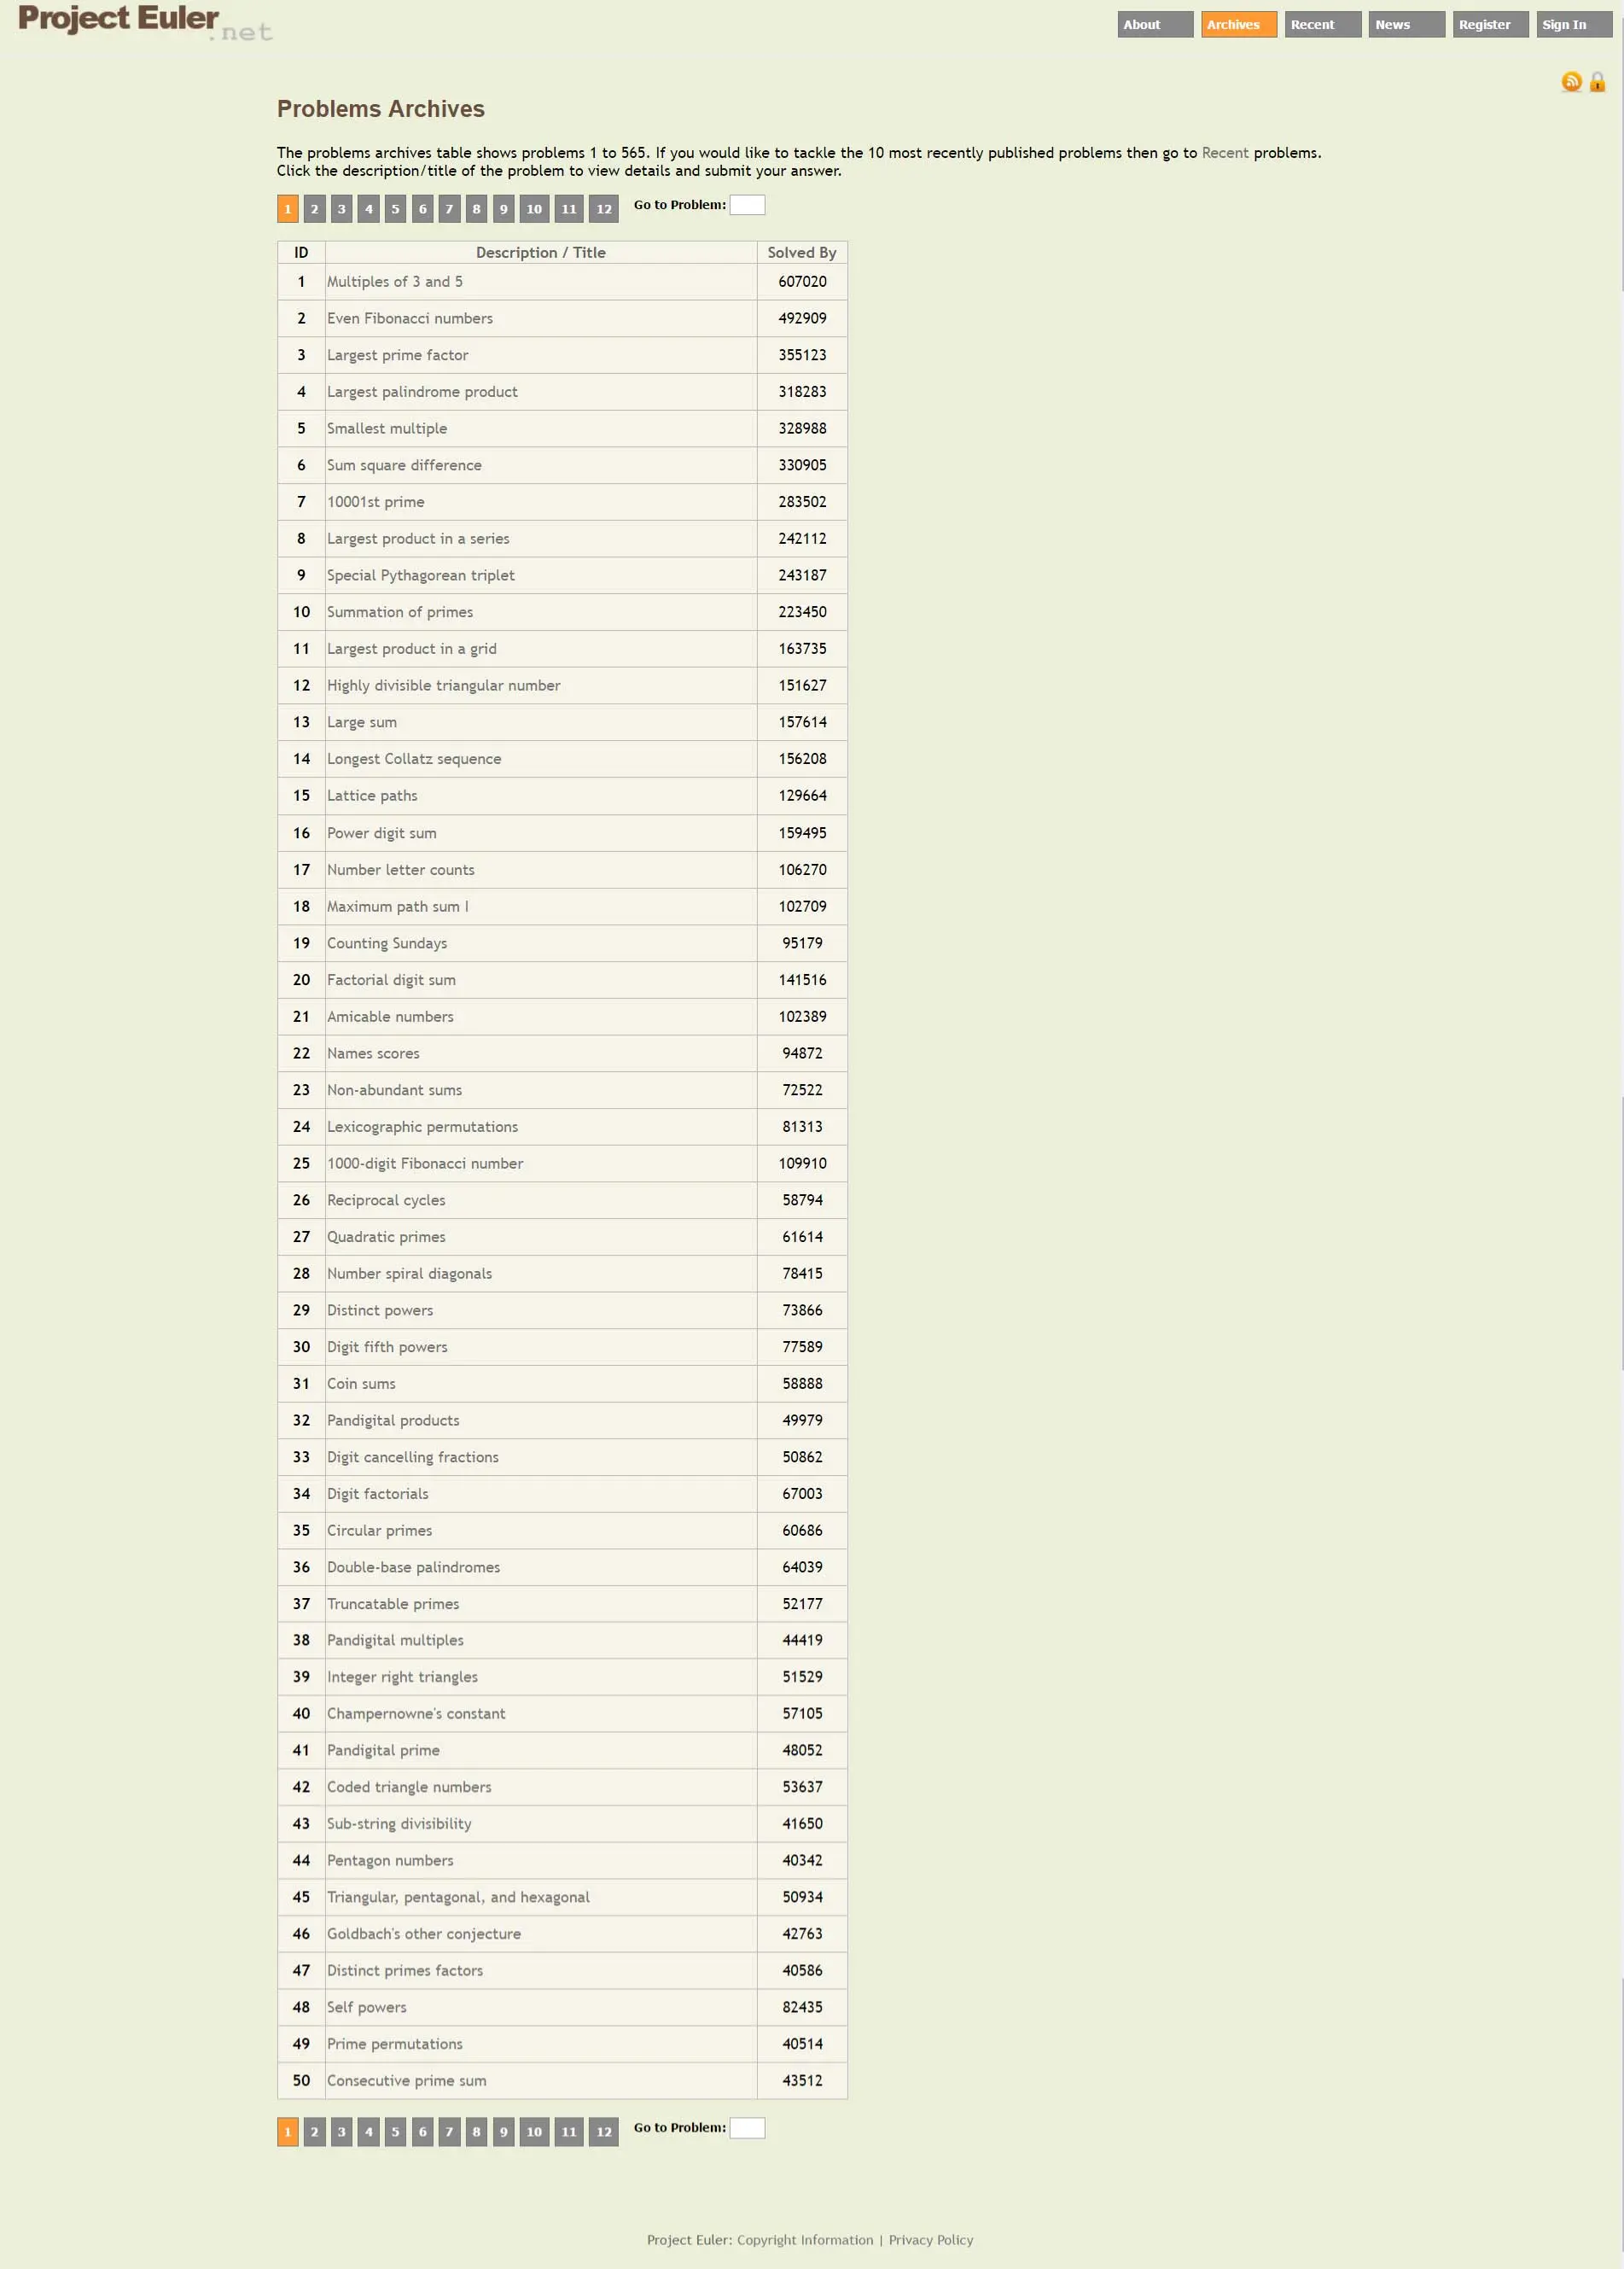 Project Euler
.net
About Archives Recent News Register Sign In
Problems Archives
The problems archives table shows problems 1 to 565. If you would like to tackle the 10 most recently published problems then go to Recent problems.
Click the description/title of the problem to view details and submit your answer.
1 2 3 4 5 6 7 8 9 10 11 12 Go to Problem:
ID Description / Title Solved By
1 Multiples of 3 and 5 607020
2 Even Fibonacci numbers 492909
3 Largest prime factor 355123
4 Largest palindrome product 318283
5 Smallest multiple 328988
6 Sum square difference 330905
7 10001st prime 283502
8 Largest product in a series 242112
9 Special Pythagorean triplet 243187
10 Summation of primes 223450
11 Largest product in a grid 163735
12 Highly divisible triangular number 151627
13 Large sum 157614
14 Longest Collatz sequence 156208
15 Lattice paths 129664
16 Power digit sum 159495
17 Number letter counts 106270
18 Maximum path sum I 102709
19 Counting Sundays 95179
20 Factorial digit sum 141516
21 Amicable numbers 102389
22 Names scores 94872
23 Non-abundant sums 72522
24 Lexicographic permutations 81313
25 1000-digit Fibonacci number 109910
26 Reciprocal cycles 58794
27 Quadratic primes 61614
28 Number spiral diagonals 78415
29 Distinct powers 73866
30 Digit fifth powers 77589
31 Coin sums 58888
32 Pandigital products 49979
33 Digit cancelling fractions 50862
34 Digit factorials 67003
35 Circular primes 60686
36 Double-base palindromes 64039
37 Truncatable primes 52177
38 Pandigital multiples 44419
39 Integer right triangles 51529
40 Champernowne's constant 57105
41 Pandigital prime 48052
42 Coded triangle numbers 53637
43 Sub-string divisibility 41650
44 Pentagon numbers 40342
45 Triangular, pentagonal, and hexagonal 50934
46 Goldbach's other conjecture 42763
47 Distinct primes factors 40586
48 Self powers 82435
49 Prime permutations 40514
50 Consecutive prime sum 43512
1 2 3 4 5 6 7 8 9 10 11 12 Go to Problem:
Project Euler: Copyright Information | Privacy Policy